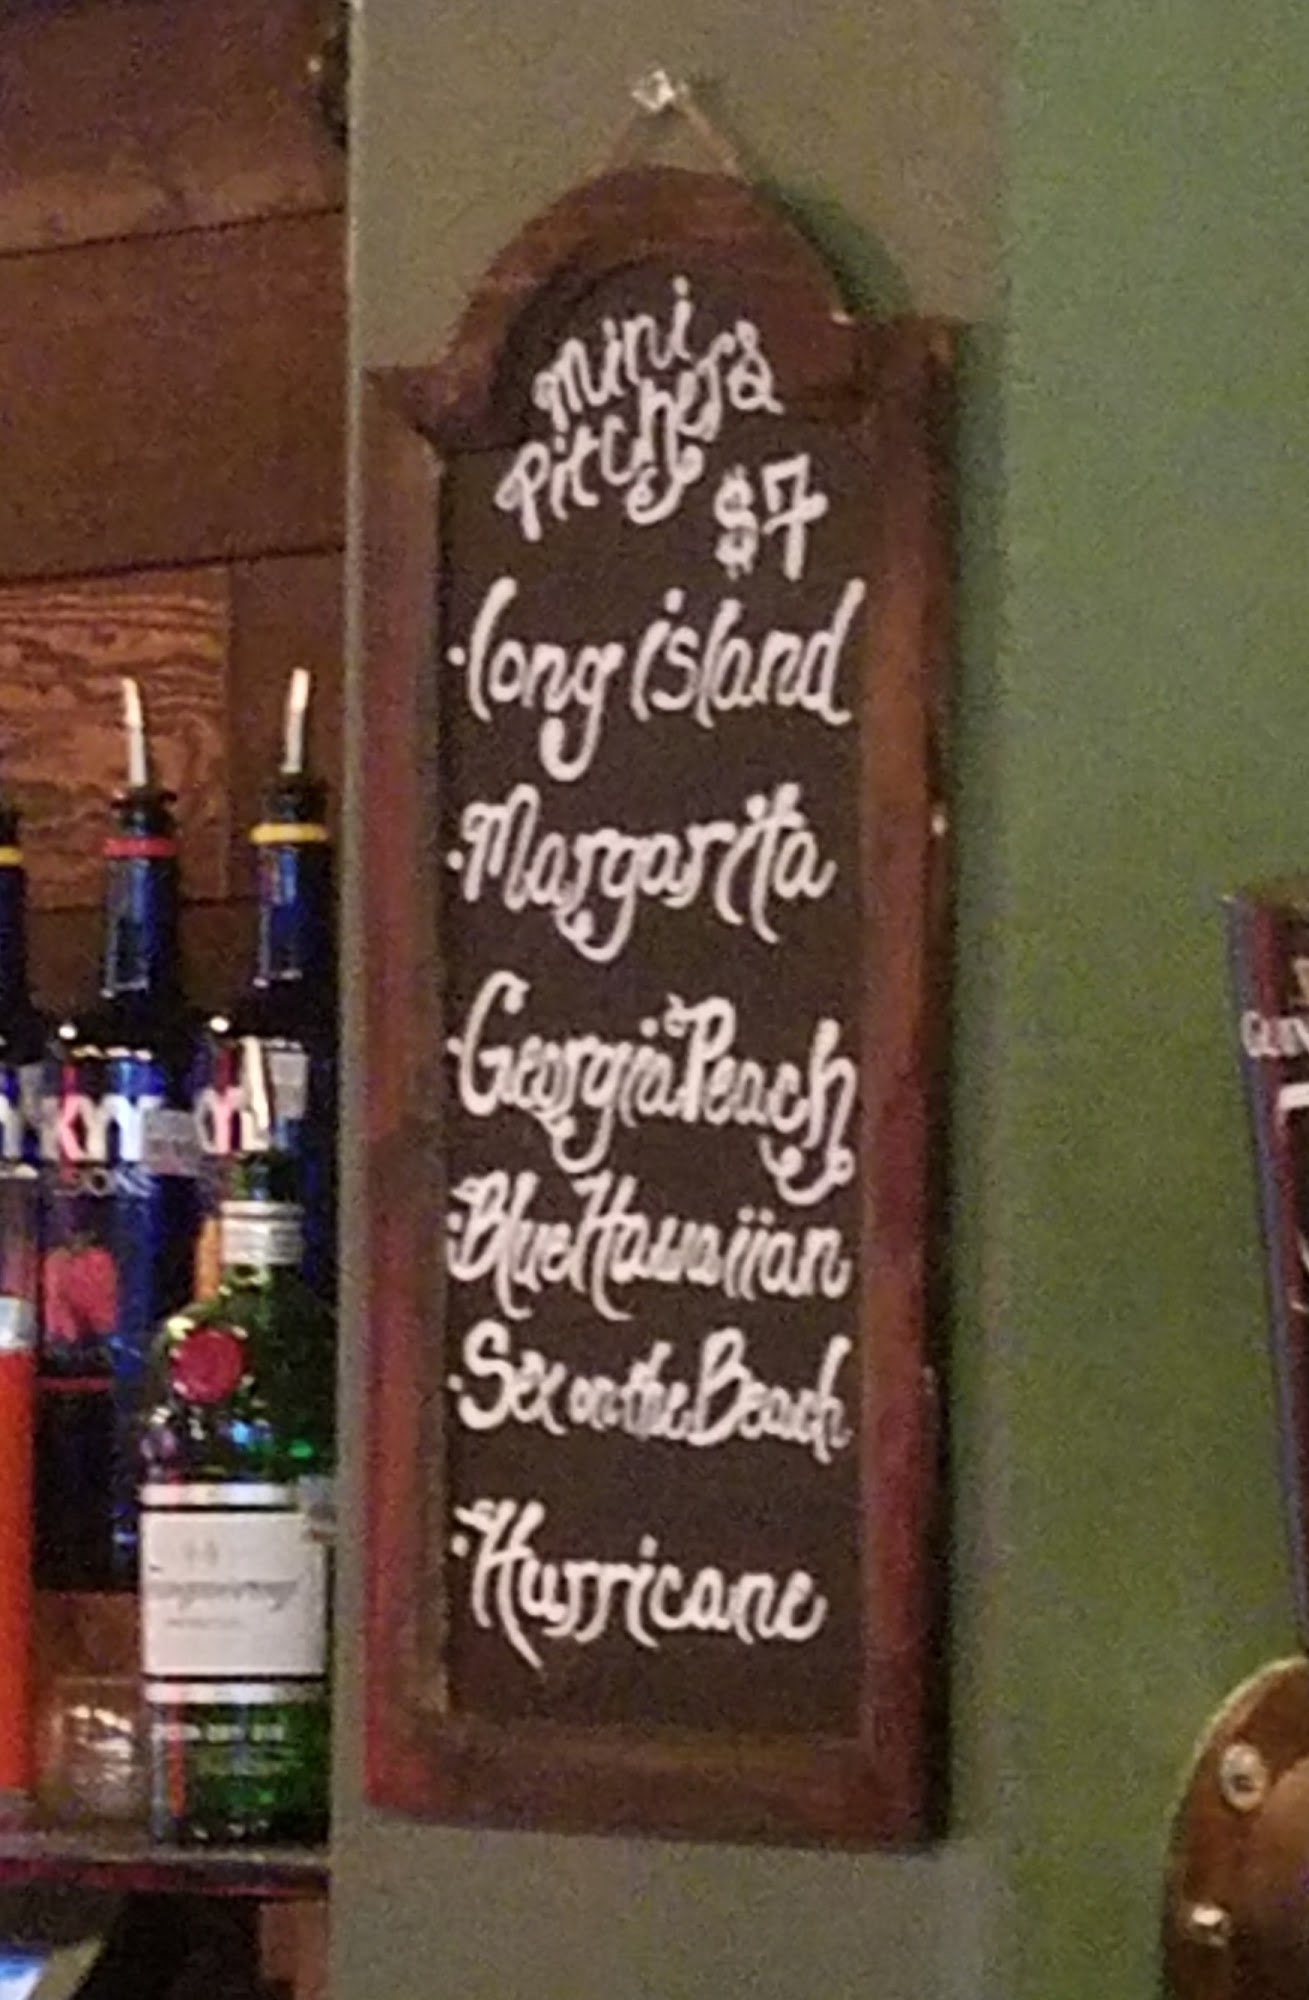 Mini
Pitchers
$7
·Long island
·Margarita
·Georgia Peach
·Blue Hawaiian
·Sex on the Beach
·Hurricane